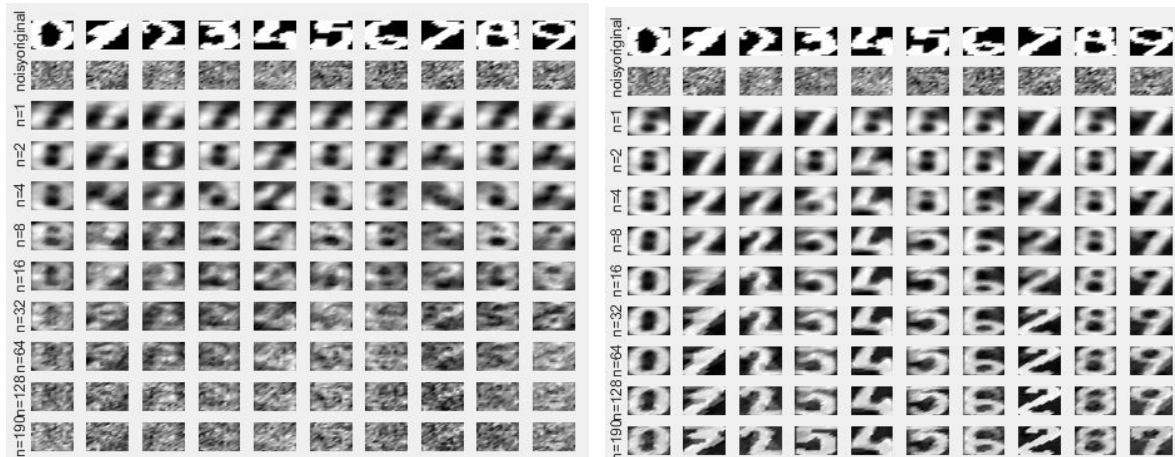 original
noisy
n=1
n=2
n=4
n=8
n=16
n=32
n=64
n=128
n=190
original
noisy
n=1
n=2
n=4
n=8
n=16
n=32
n=64
n=128
n=190